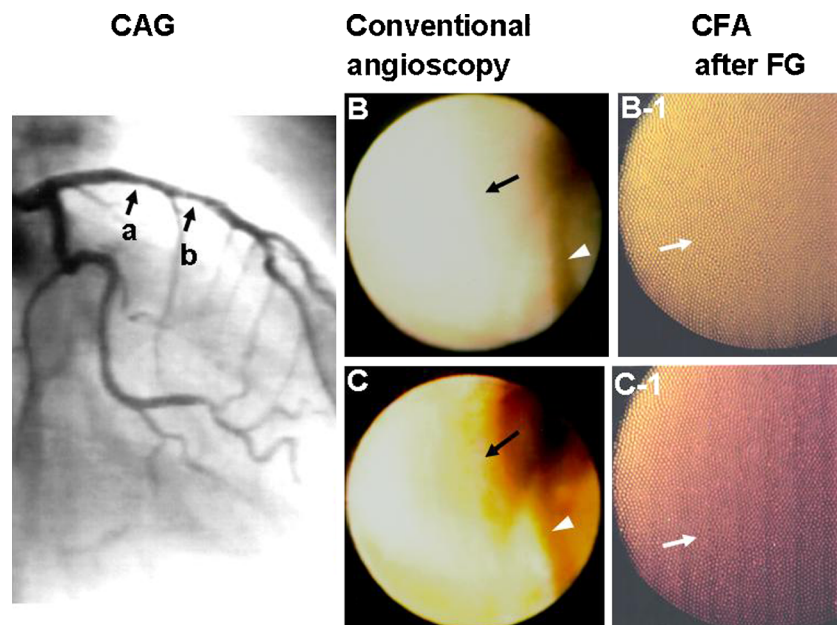 CAG
Conventional
angioscopy
CFA
after FG
a
b
B
B-1
C
C-1